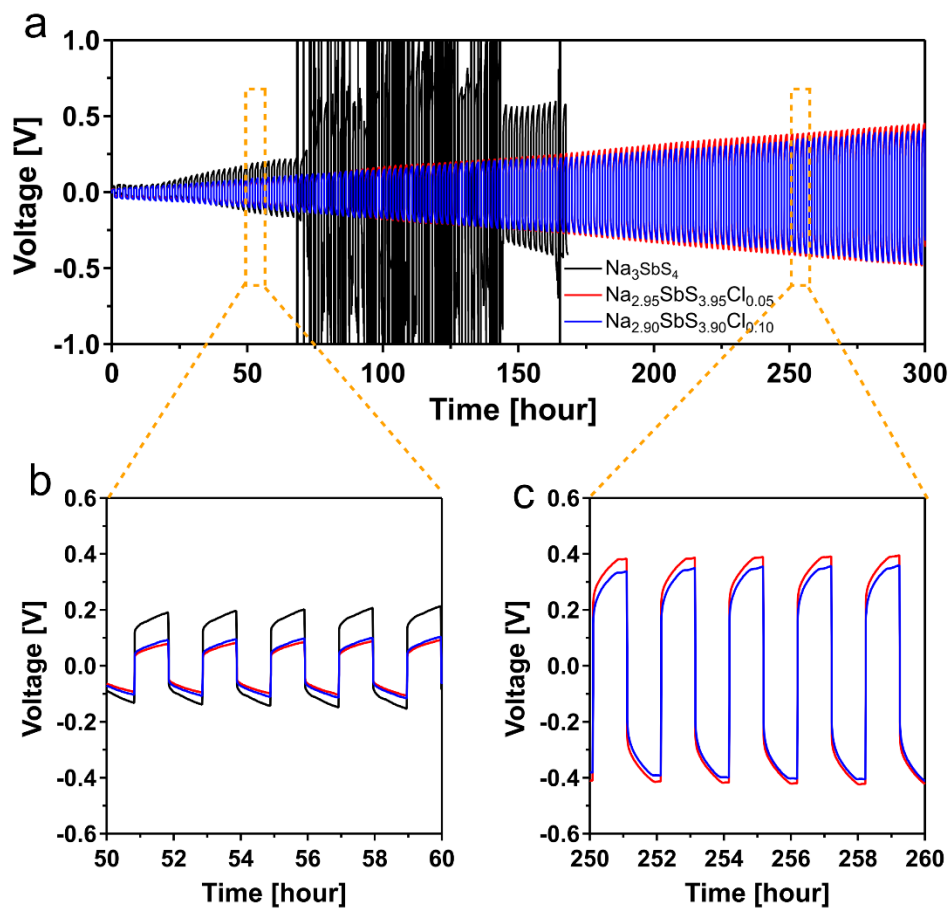 a
Voltage [V]
1.0
0.5
0.0
-0.5
-1.0
Na₃SbS₄
Na₂.₉₅SbS₃.₉₅Cl₀.₀₅
Na₂.₉₀SbS₃.₉₀Cl₀.₁₀
0 50 100 150 200 250 300
Time [hour]
b
Voltage [V]
0.6
0.4
0.2
0.0
-0.2
-0.4
-0.6
50 52 54 56 58 60
Time [hour]
c
Voltage [V]
0.6
0.4
0.2
0.0
-0.2
-0.4
-0.6
250 252 254 256 258 260
Time [hour]